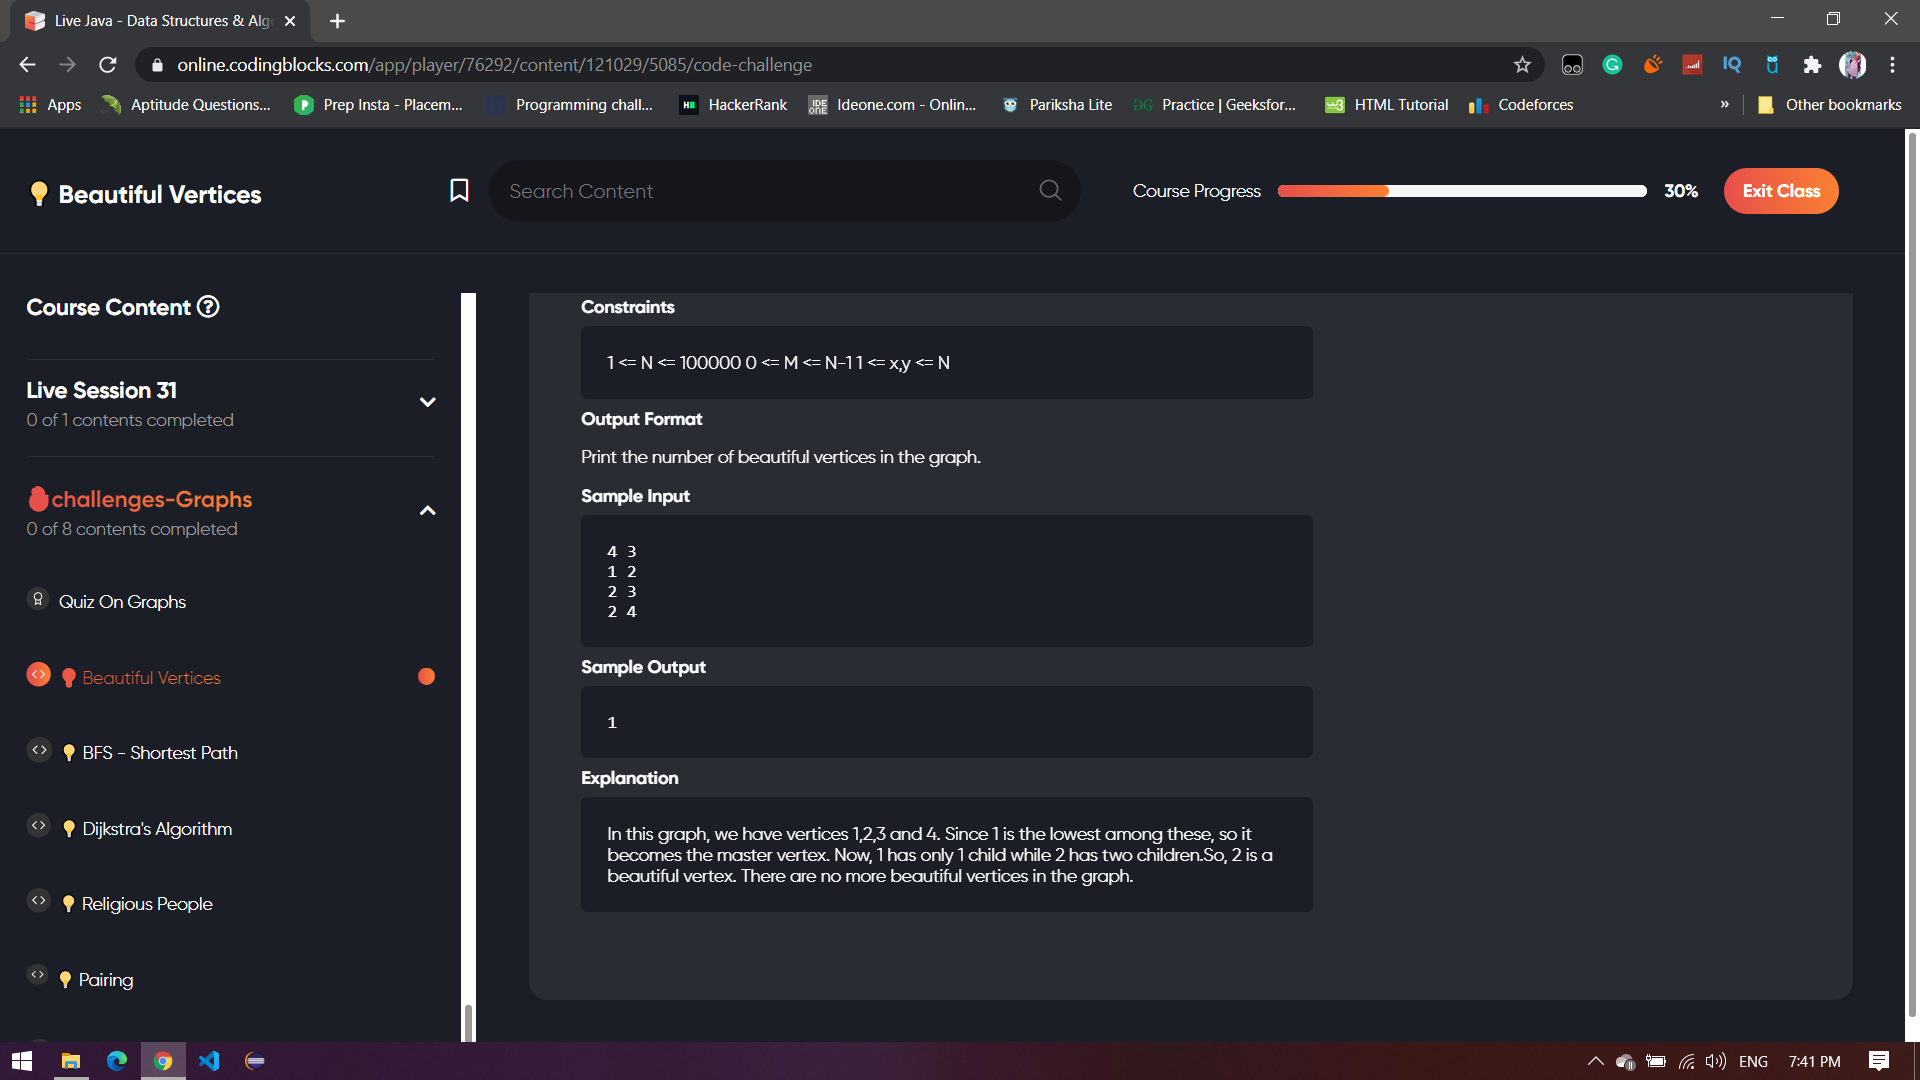 Live Java - Data Structures & Alg
online.codingblocks.com/app/player/76292/content/121029/5085/code-challenge
IQ
Apps
Aptitude Questions...
Prep Insta - Placem...
Programming chall...
HackerRank
IDE ONE Ideone.com - Onlin...
Pariksha Lite
Practice | Geeksfor...
HTML Tutorial
Codeforces
»
Other bookmarks
Beautiful Vertices
Search Content
Course Progress
30%
Exit Class
Course Content
Live Session 31
0 of 1 contents completed
challenges-Graphs
0 of 8 contents completed
Quiz On Graphs
Beautiful Vertices
BFS - Shortest Path
Dijkstra's Algorithm
Religious People
Pairing
Constraints
1 <= N <= 100000 0 <= M <= N-1 1 <= x,y <= N
Output Format
Print the number of beautiful vertices in the graph.
Sample Input
4 3
1 2
2 3
2 4
Sample Output
1
Explanation
In this graph, we have vertices 1,2,3 and 4. Since 1 is the lowest among these, so it
becomes the master vertex. Now, 1 has only 1 child while 2 has two children.So, 2 is a
beautiful vertex. There are no more beautiful vertices in the graph.
ENG
7:41 PM